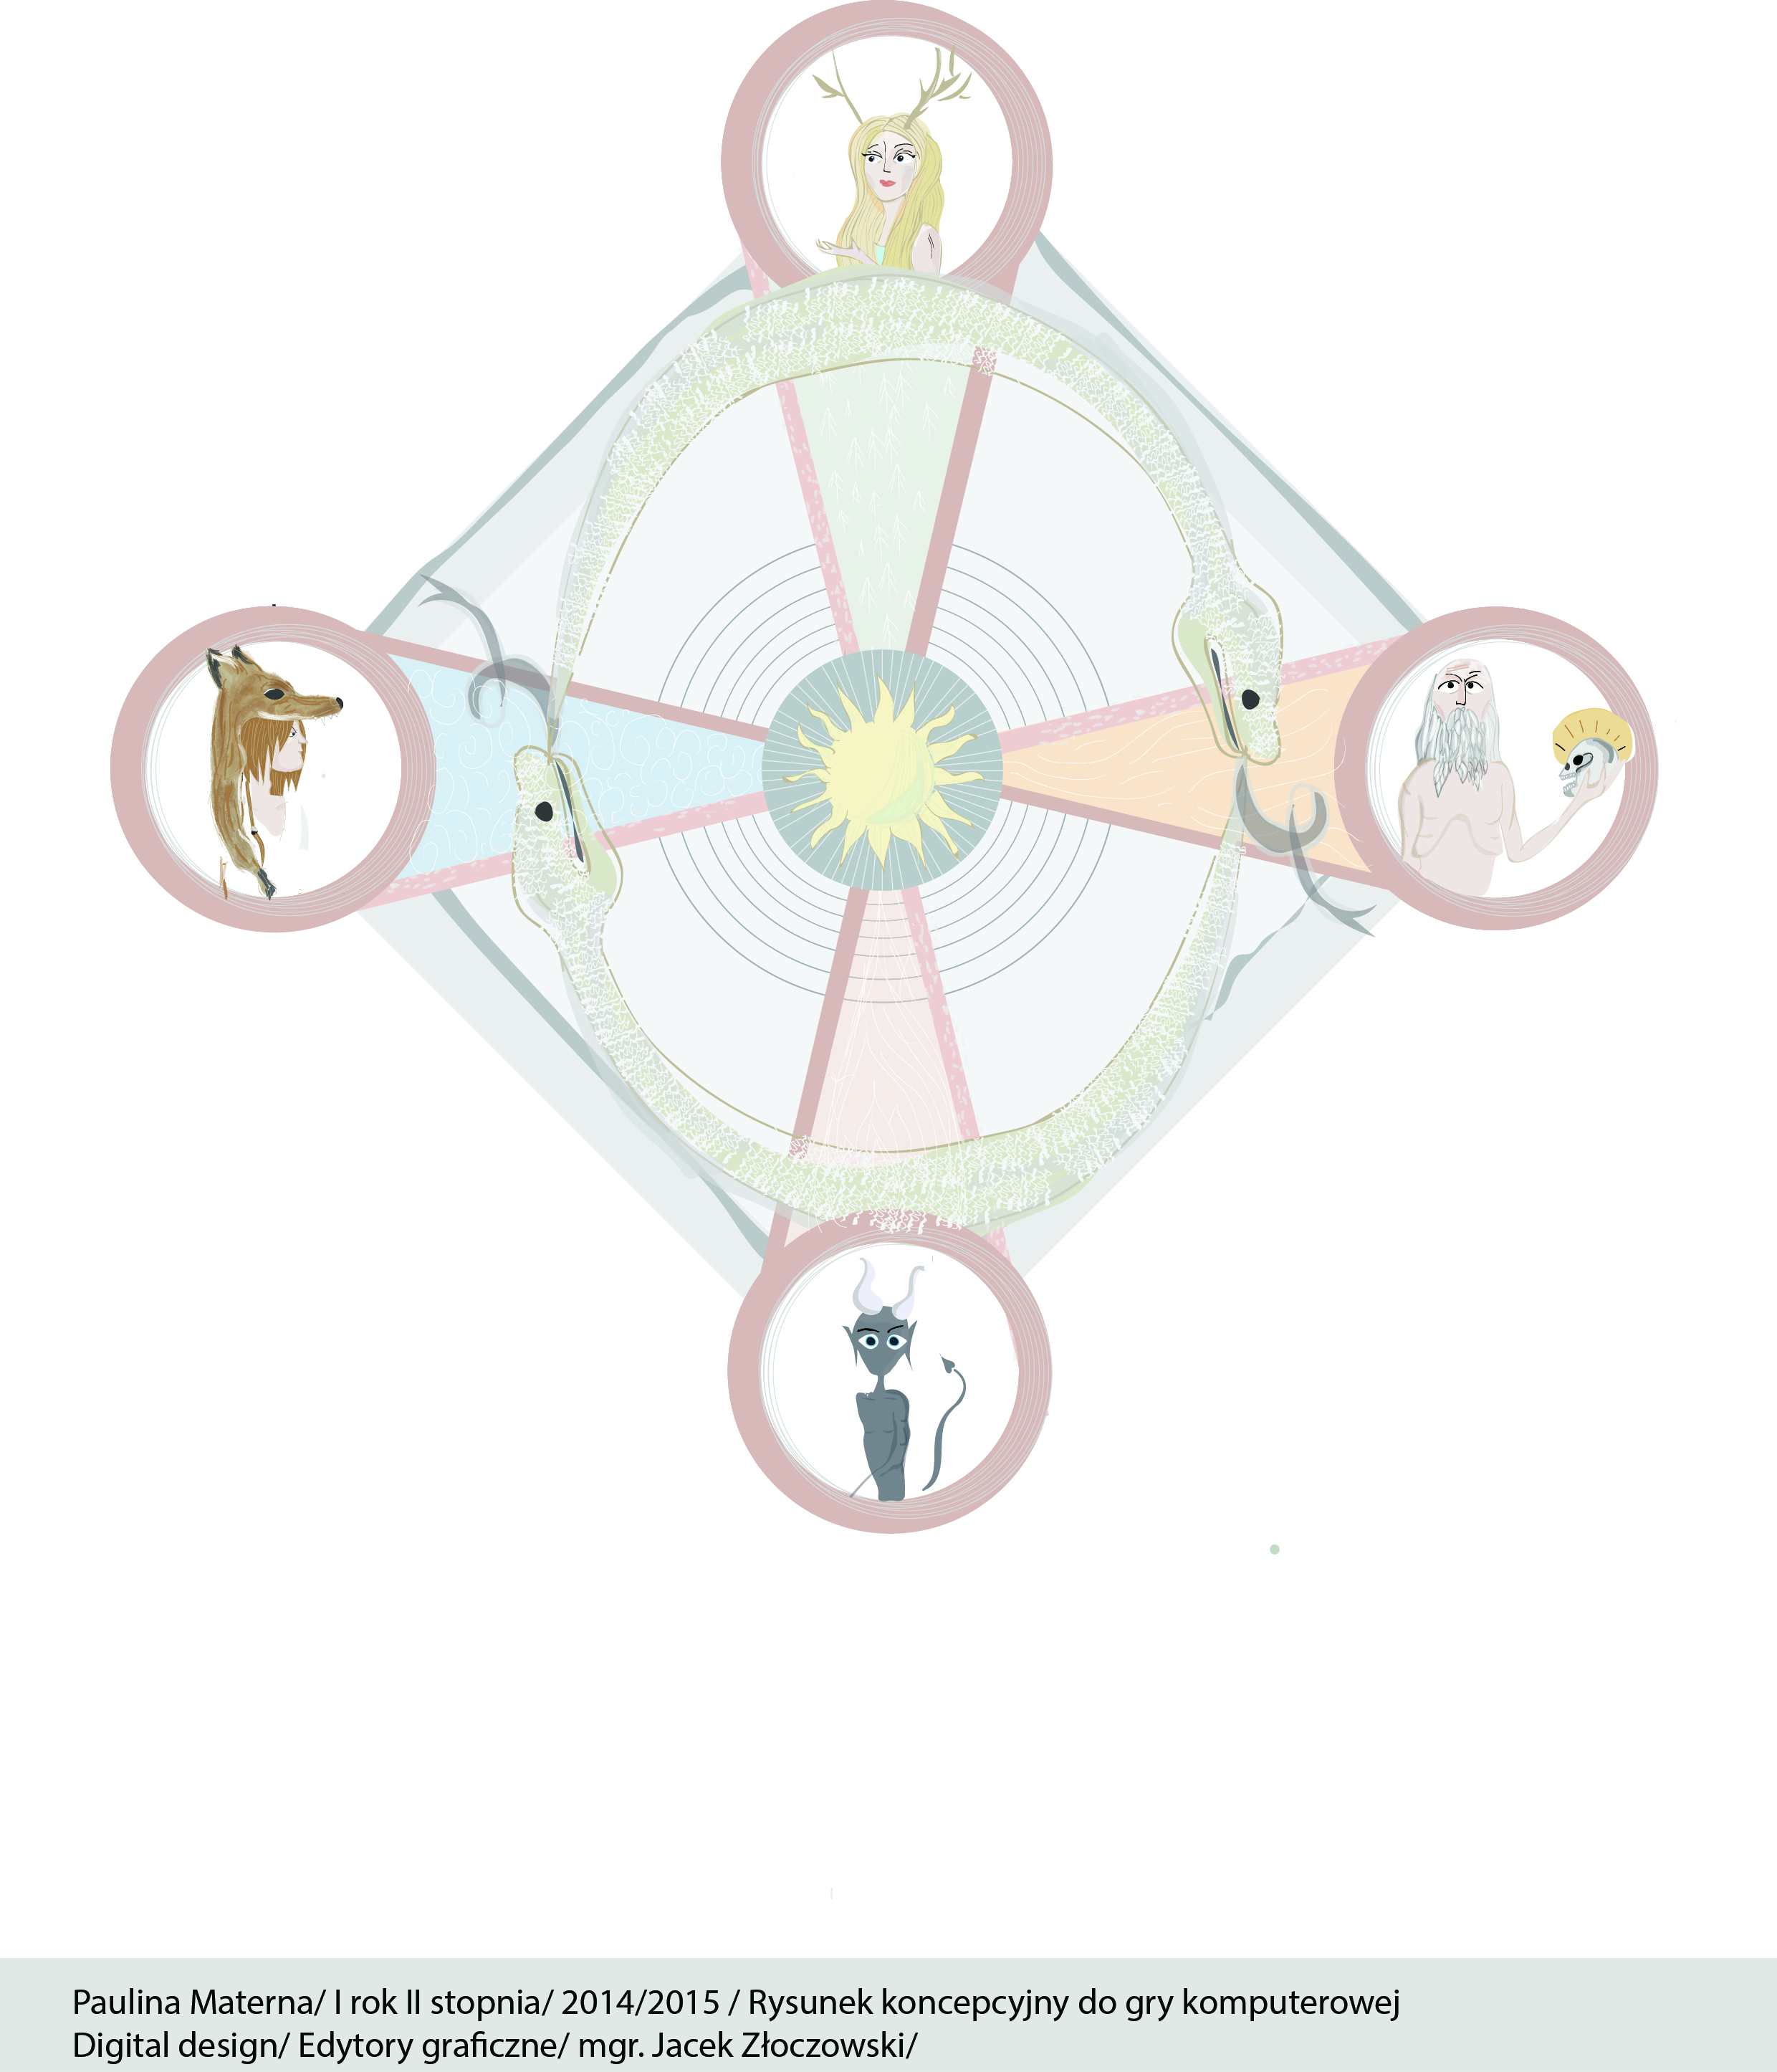 Paulina Materna/ I rok II stopnia/ 2014/2015 / Rysunek koncepcyjny do gry komputerowej
Digital design/ Edytory graficzne/ mgr. Jacek Złoczowski/